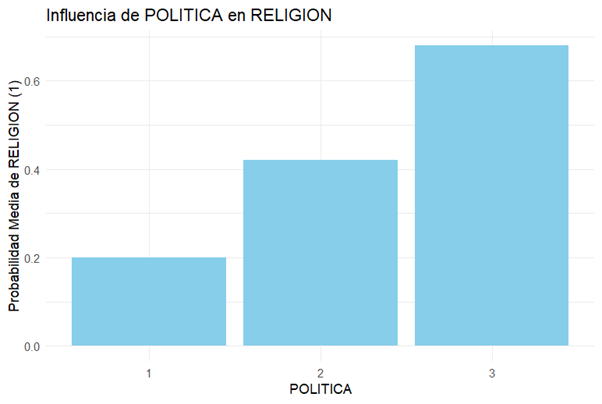 Influencia de POLITICA en RELIGION
Probabilidad Media de RELIGION (1)
0.6
0.4
0.2
0.0
1 2 3
POLITICA